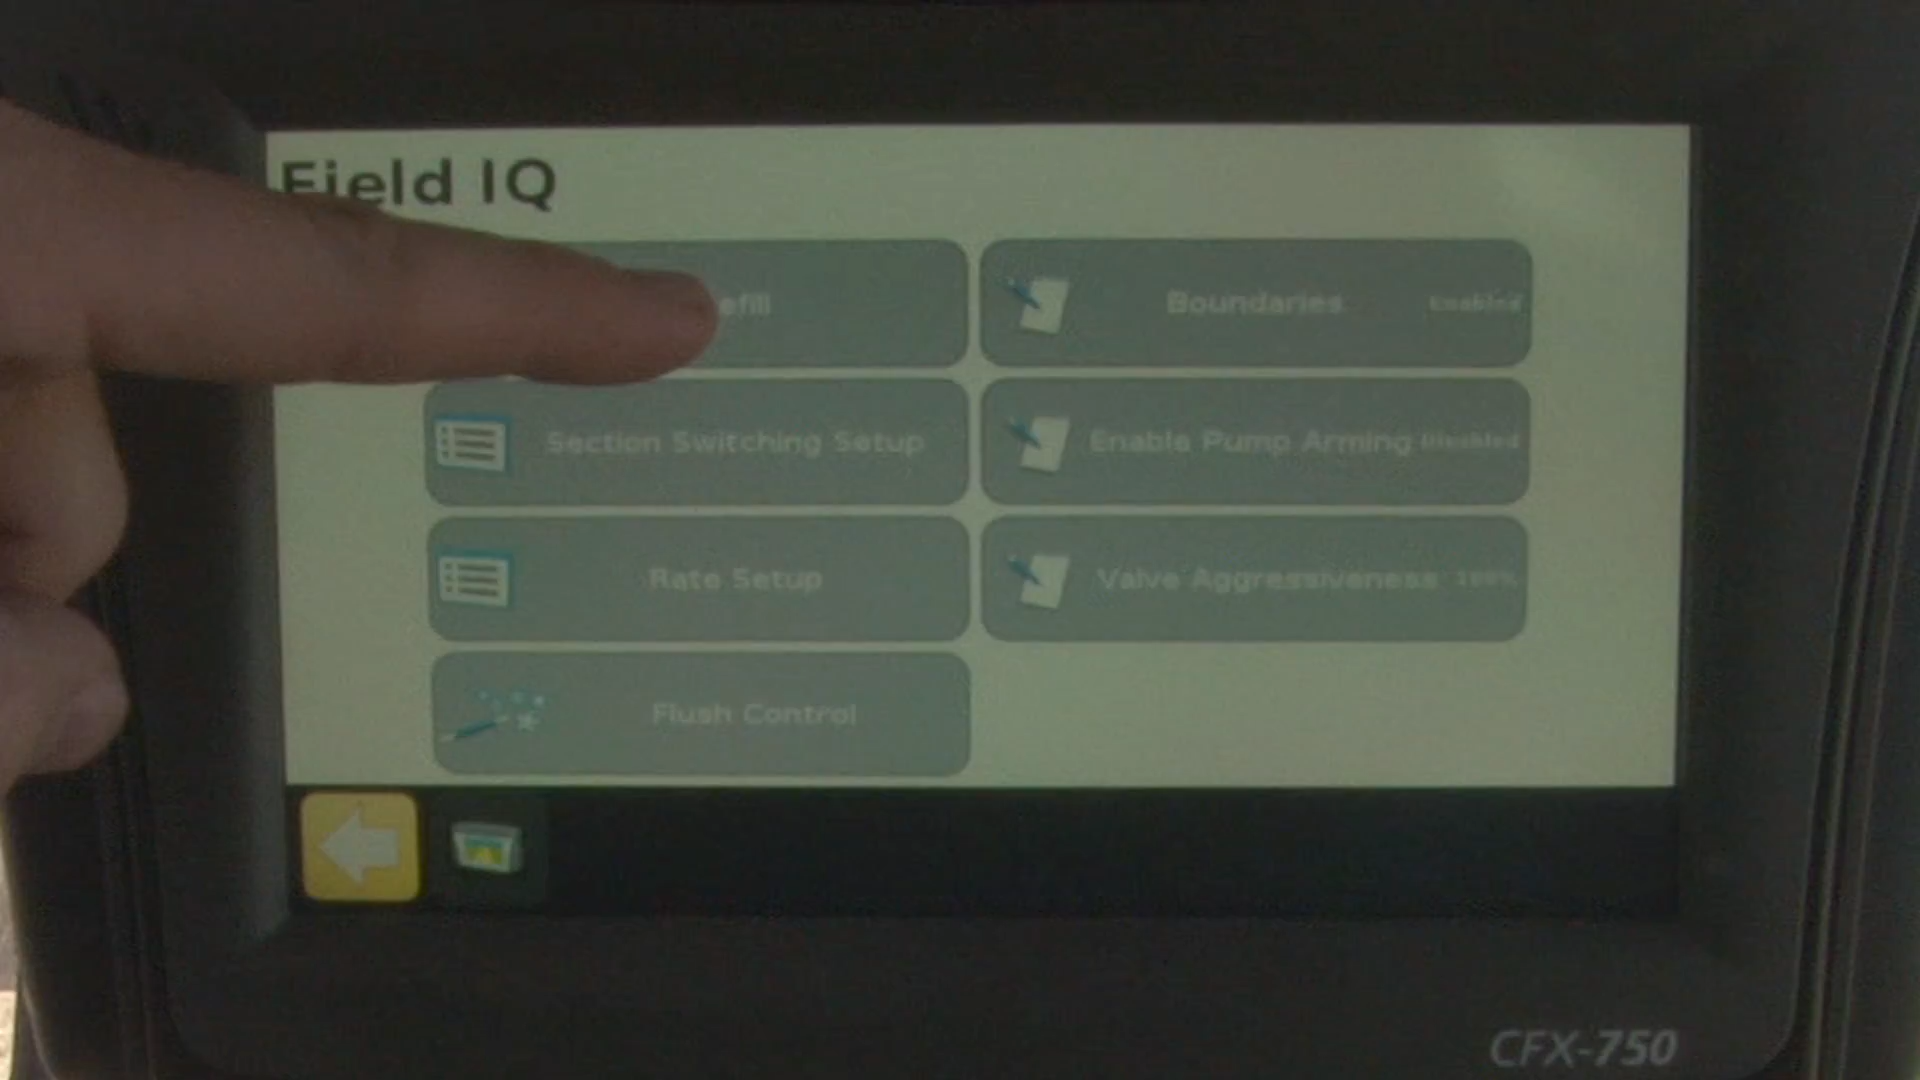 Field IQ
efill
Boundaries Enabled
Section Switching Setup
Enable Pump Arming Disabled
Rate Setup
Valve Aggressiveness 100%
Flush Control
CFX-750